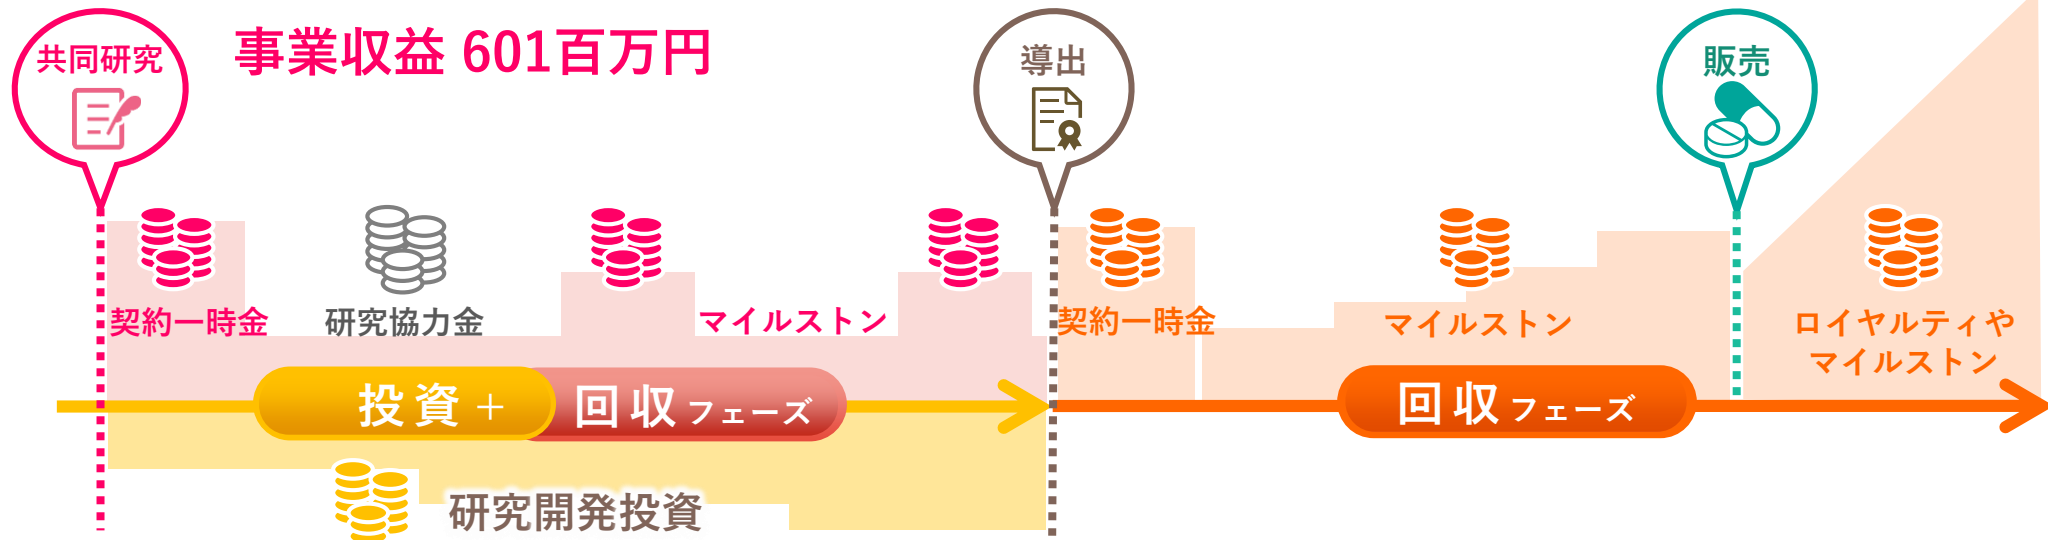 共同研究
事業収益 601百万円
導出
販売
契約一時金
研究協力金
マイルストン
契約一時金
マイルストン
ロイヤルティや
マイルストン
投資＋
回収フェーズ
回収フェーズ
研究開発投資